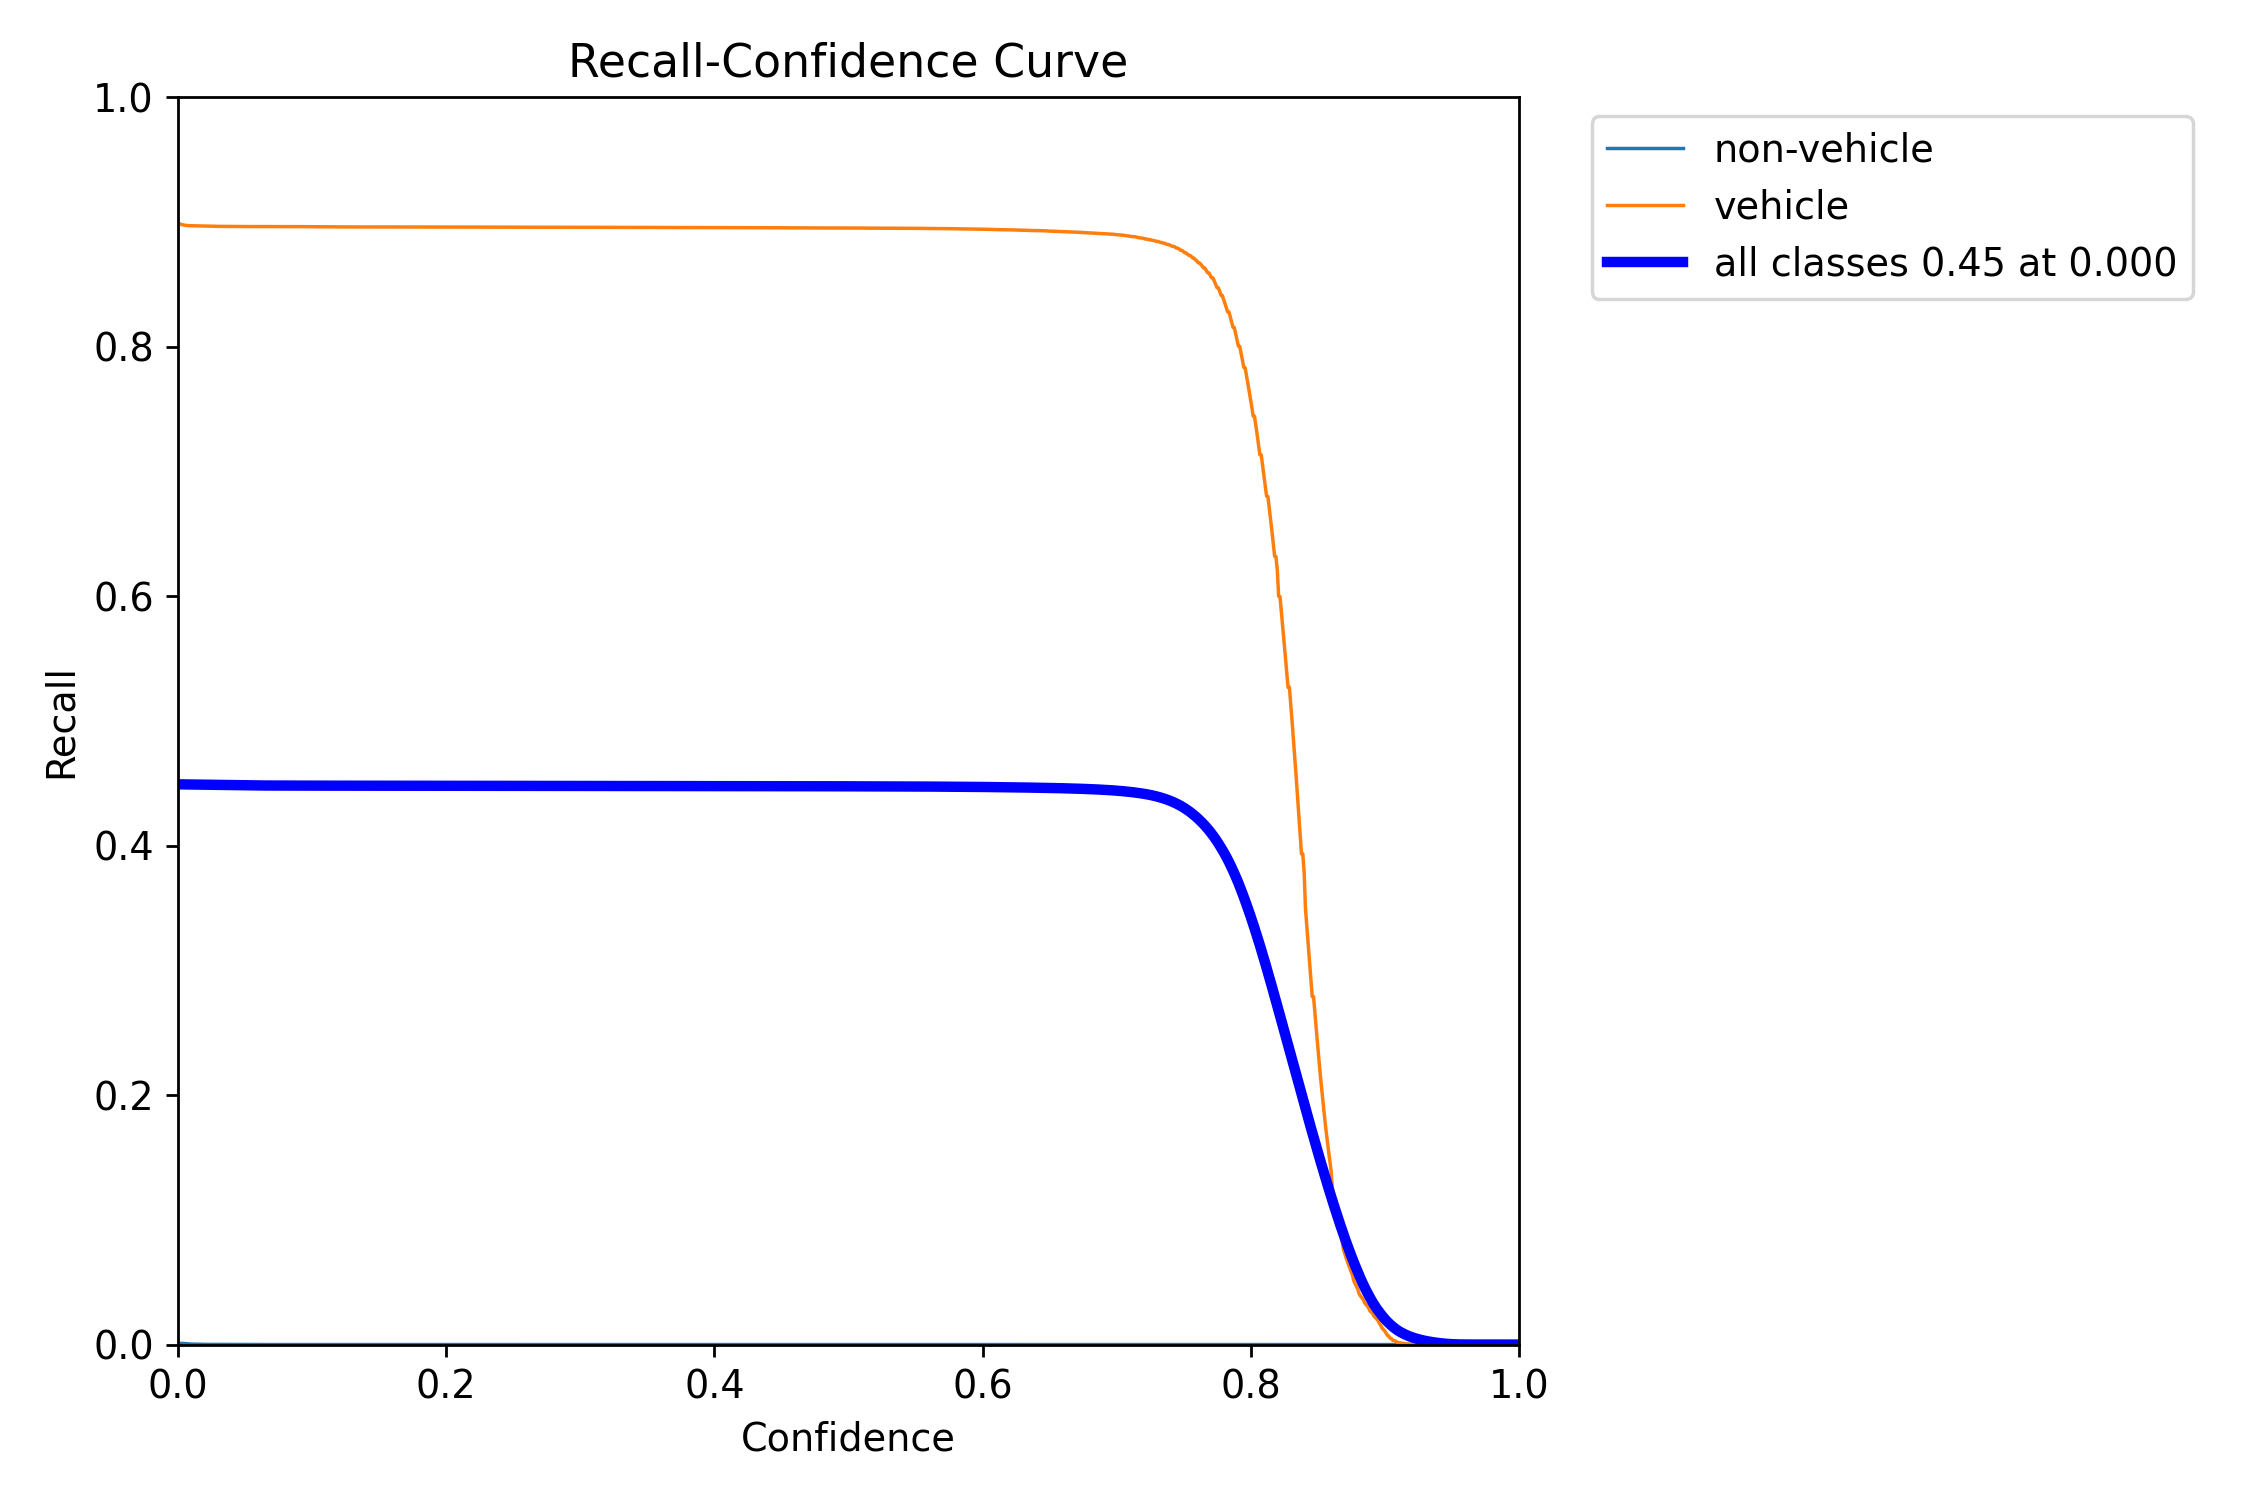 Recall-Confidence Curve
1.0
0.8
0.6
0.4
0.2
0.0
Recall
0.0 0.2 0.4 0.6 0.8 1.0
Confidence
non-vehicle
vehicle
all classes 0.45 at 0.000